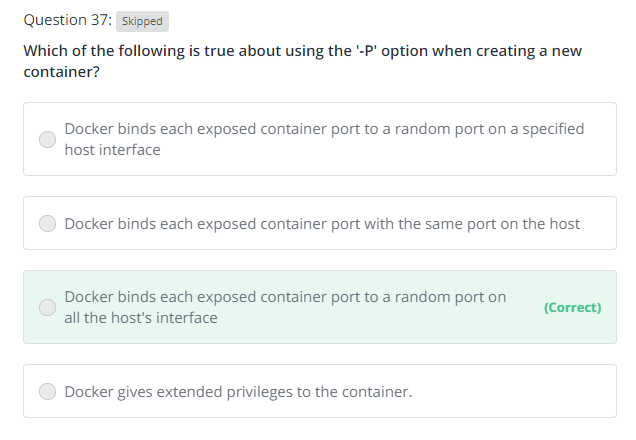 Question 37: Skipped
Which of the following is true about using the '-P' option when creating a new
container?
Docker binds each exposed container port to a random port on a specified
host interface
Docker binds each exposed container port with the same port on the host
Docker binds each exposed container port to a random port on
all the host's interface
(Correct)
Docker gives extended privileges to the container.